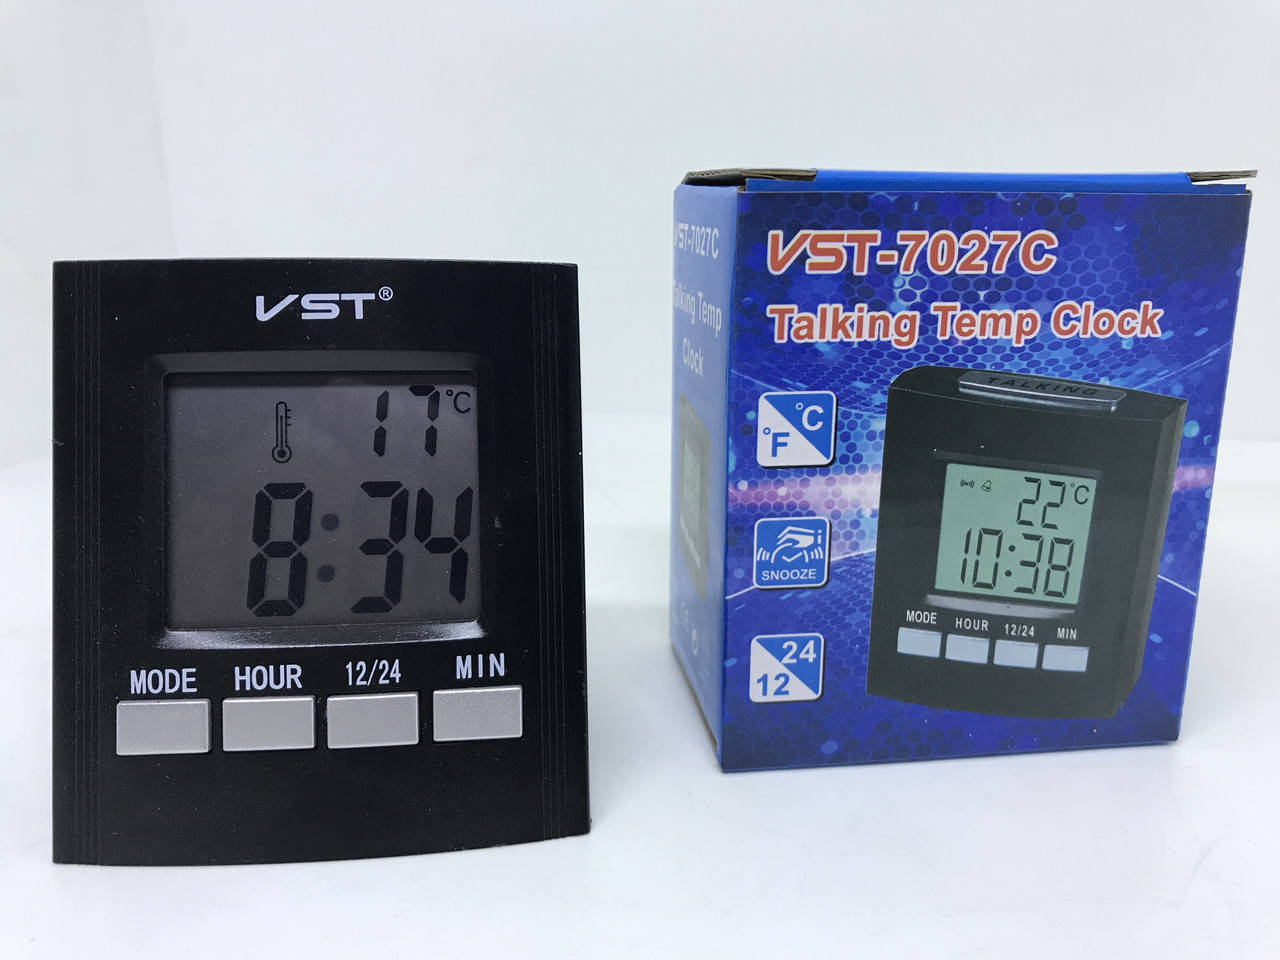 VST®
17°C
8:34
MODE HOUR 12/24 MIN
VST-7027C
Talking Temp
Clock
VST-7027C
Talking Temp Clock
°C
°F
SNOOZE
24
12
TALKING
22°C
10:38
MODE HOUR 12/24 MIN